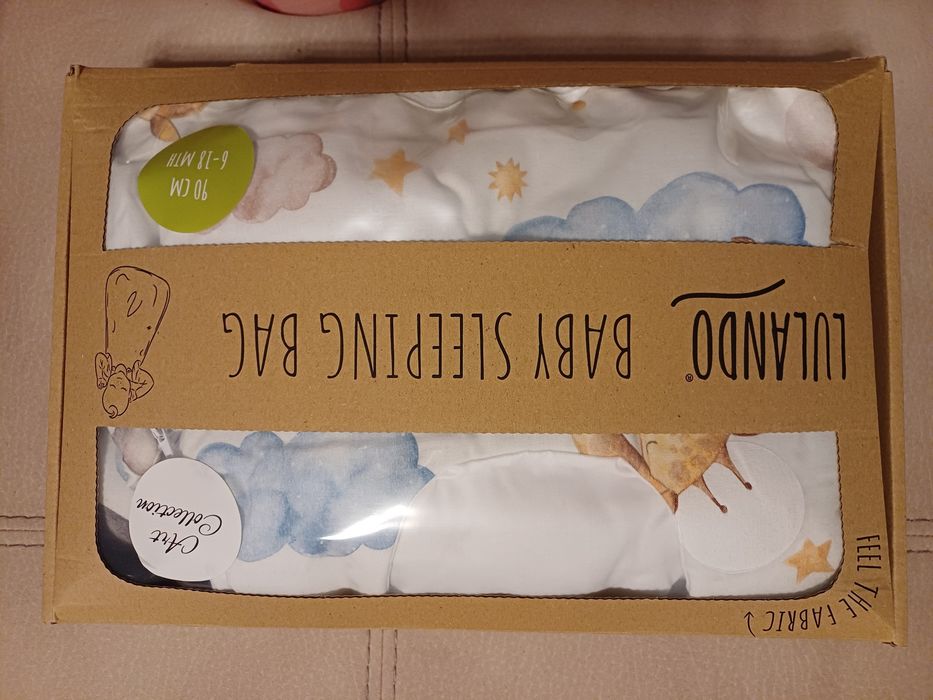 FEEL THE FABRIC
Art
Collection
LULANDO®
BABY SLEEPING BAG
90 CM
6-18 MTH